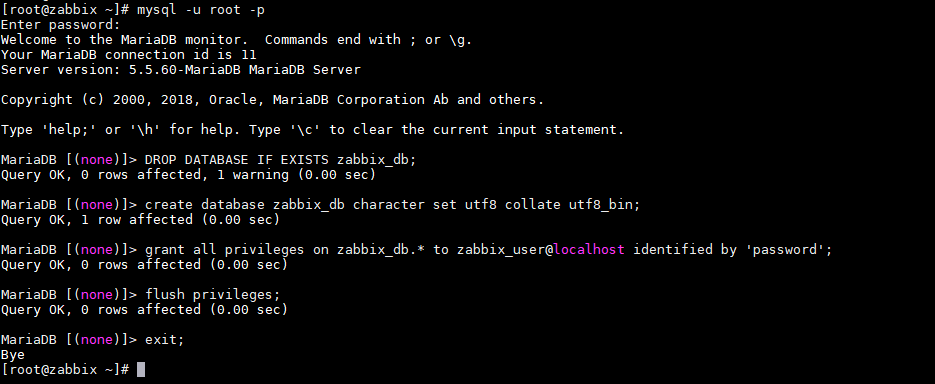 [root@zabbix ~]# mysql -u root -p
Enter password:
Welcome to the MariaDB monitor.  Commands end with ; or \g.
Your MariaDB connection id is 11
Server version: 5.5.60-MariaDB MariaDB Server
Copyright (c) 2000, 2018, Oracle, MariaDB Corporation Ab and others.
Type 'help;' or '\h' for help. Type '\c' to clear the current input statement.
MariaDB [(none)]> DROP DATABASE IF EXISTS zabbix_db;
Query OK, 0 rows affected, 1 warning (0.00 sec)
MariaDB [(none)]> create database zabbix_db character set utf8 collate utf8_bin;
Query OK, 1 row affected (0.00 sec)
MariaDB [(none)]> grant all privileges on zabbix_db.* to zabbix_user@localhost identified by 'password';
Query OK, 0 rows affected (0.00 sec)
MariaDB [(none)]> flush privileges;
Query OK, 0 rows affected (0.00 sec)
MariaDB [(none)]> exit;
Bye
[root@zabbix ~]#